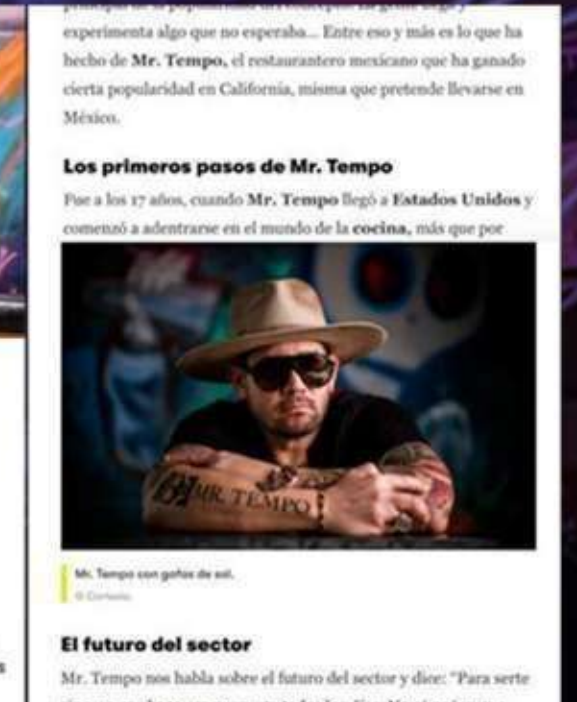 experimenta algo que no esperaba... Entre eso y más es lo que ha
hecho de Mr. Tempo, el restaurantero mexicano que ha ganado
cierta popularidad en California, misma que pretende llevarse en
México.
Los primeros pasos de Mr. Tempo
Fue a los 17 años, cuando Mr. Tempo llegó a Estados Unidos y
comenzó a adentrarse en el mundo de la cocina, más que por
MR. TEMPO
Mr. Tempo con gafas de sol.
© Cortesía.
El futuro del sector
Mr. Tempo nos habla sobre el futuro del sector y dice: "Para serte